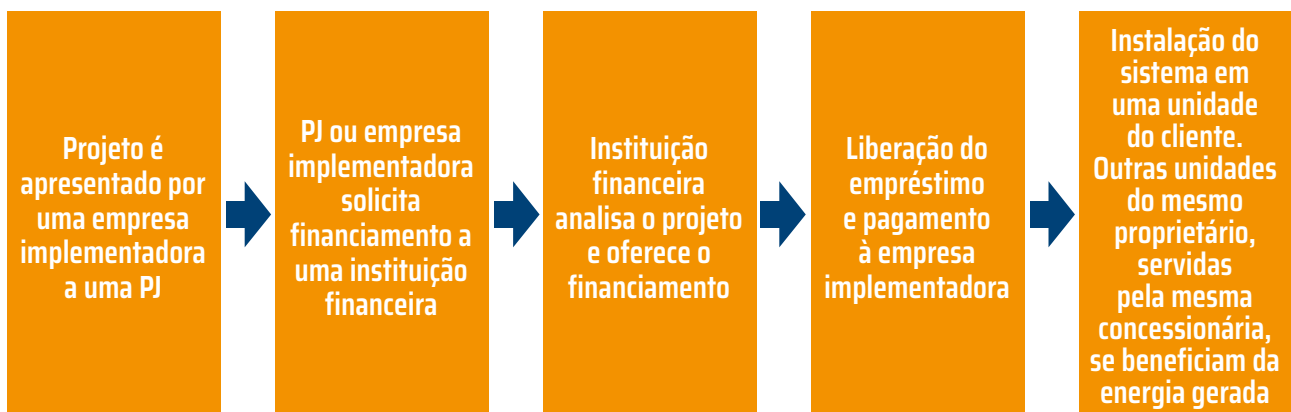 Projeto é
apresentado por
uma empresa
implementadora
a uma PJ
PJ ou empresa
implementadora
solicita
financiamento a
uma instituição
financeira
Instituição
financeira
analisa o projeto
e oferece o
financiamento
Liberação do
empréstimo
e pagamento
à empresa
implementadora
Instalação do
sistema em
uma unidade
do cliente.
Outras unidades
do mesmo
proprietário,
servidas
pela mesma
concessionária,
se beneficiam da
energia gerada